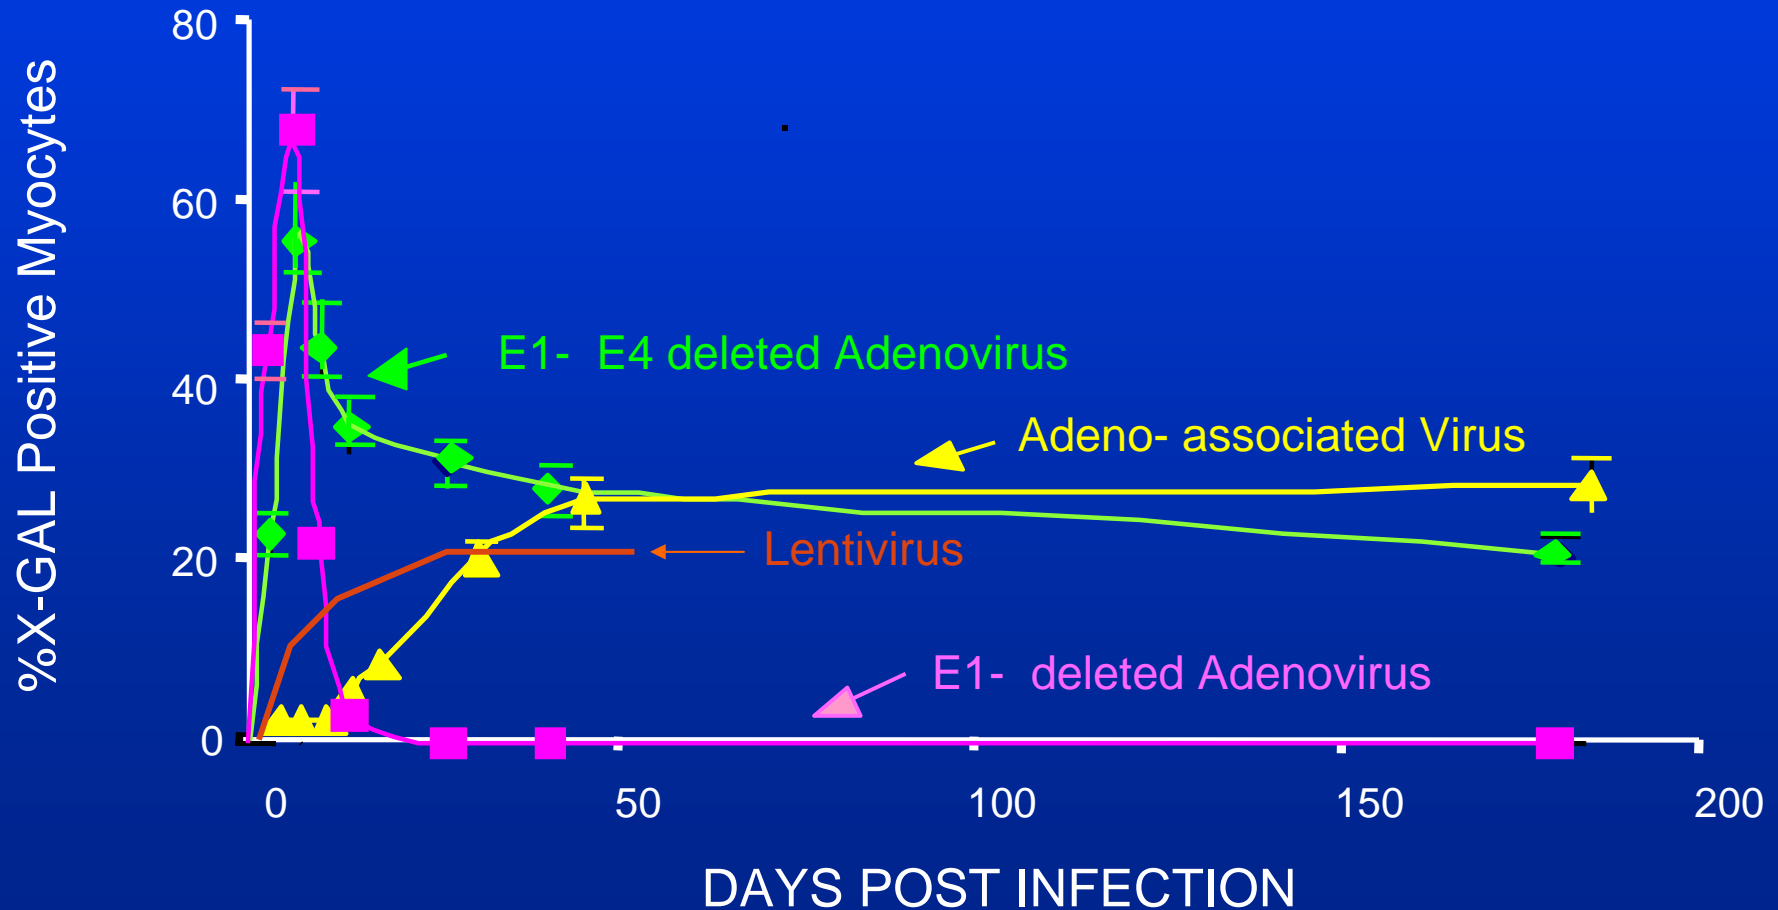 80
60
40
20
0
%X-GAL Positive Myocytes
E1- E4 deleted Adenovirus
Adeno- associated Virus
Lentivirus
E1- deleted Adenovirus
0 50 100 150 200
DAYS POST INFECTION